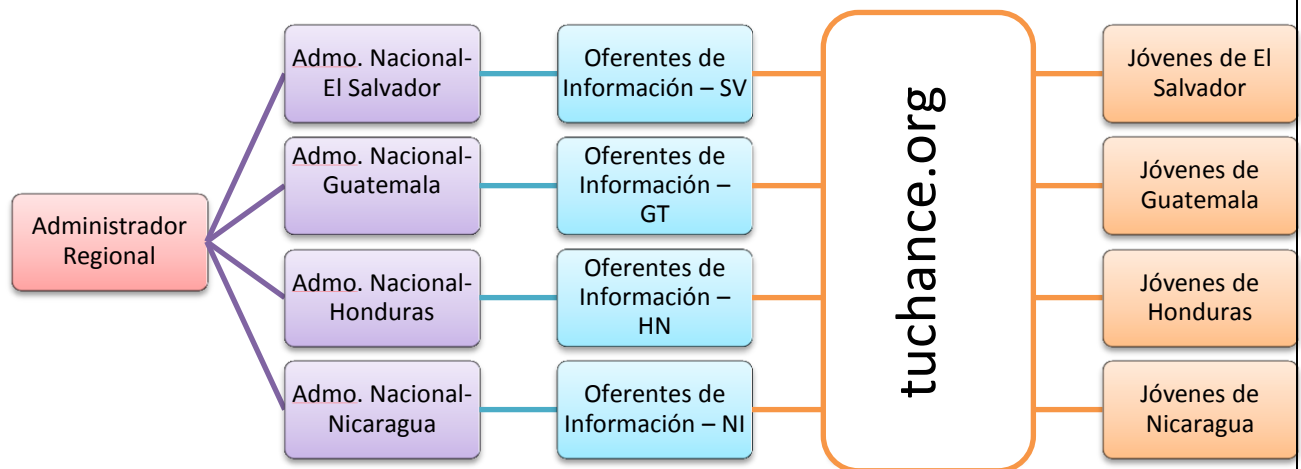 Administrador
Regional
Admo. Nacional-
El Salvador
Admo. Nacional-
Guatemala
Admo. Nacional-
Honduras
Admo. Nacional-
Nicaragua
Oferentes de
Información – SV
Oferentes de
Información –
GT
Oferentes de
Información –
HN
Oferentes de
Información – NI
tuchance.org
Jóvenes de El
Salvador
Jóvenes de
Guatemala
Jóvenes de
Honduras
Jóvenes de
Nicaragua